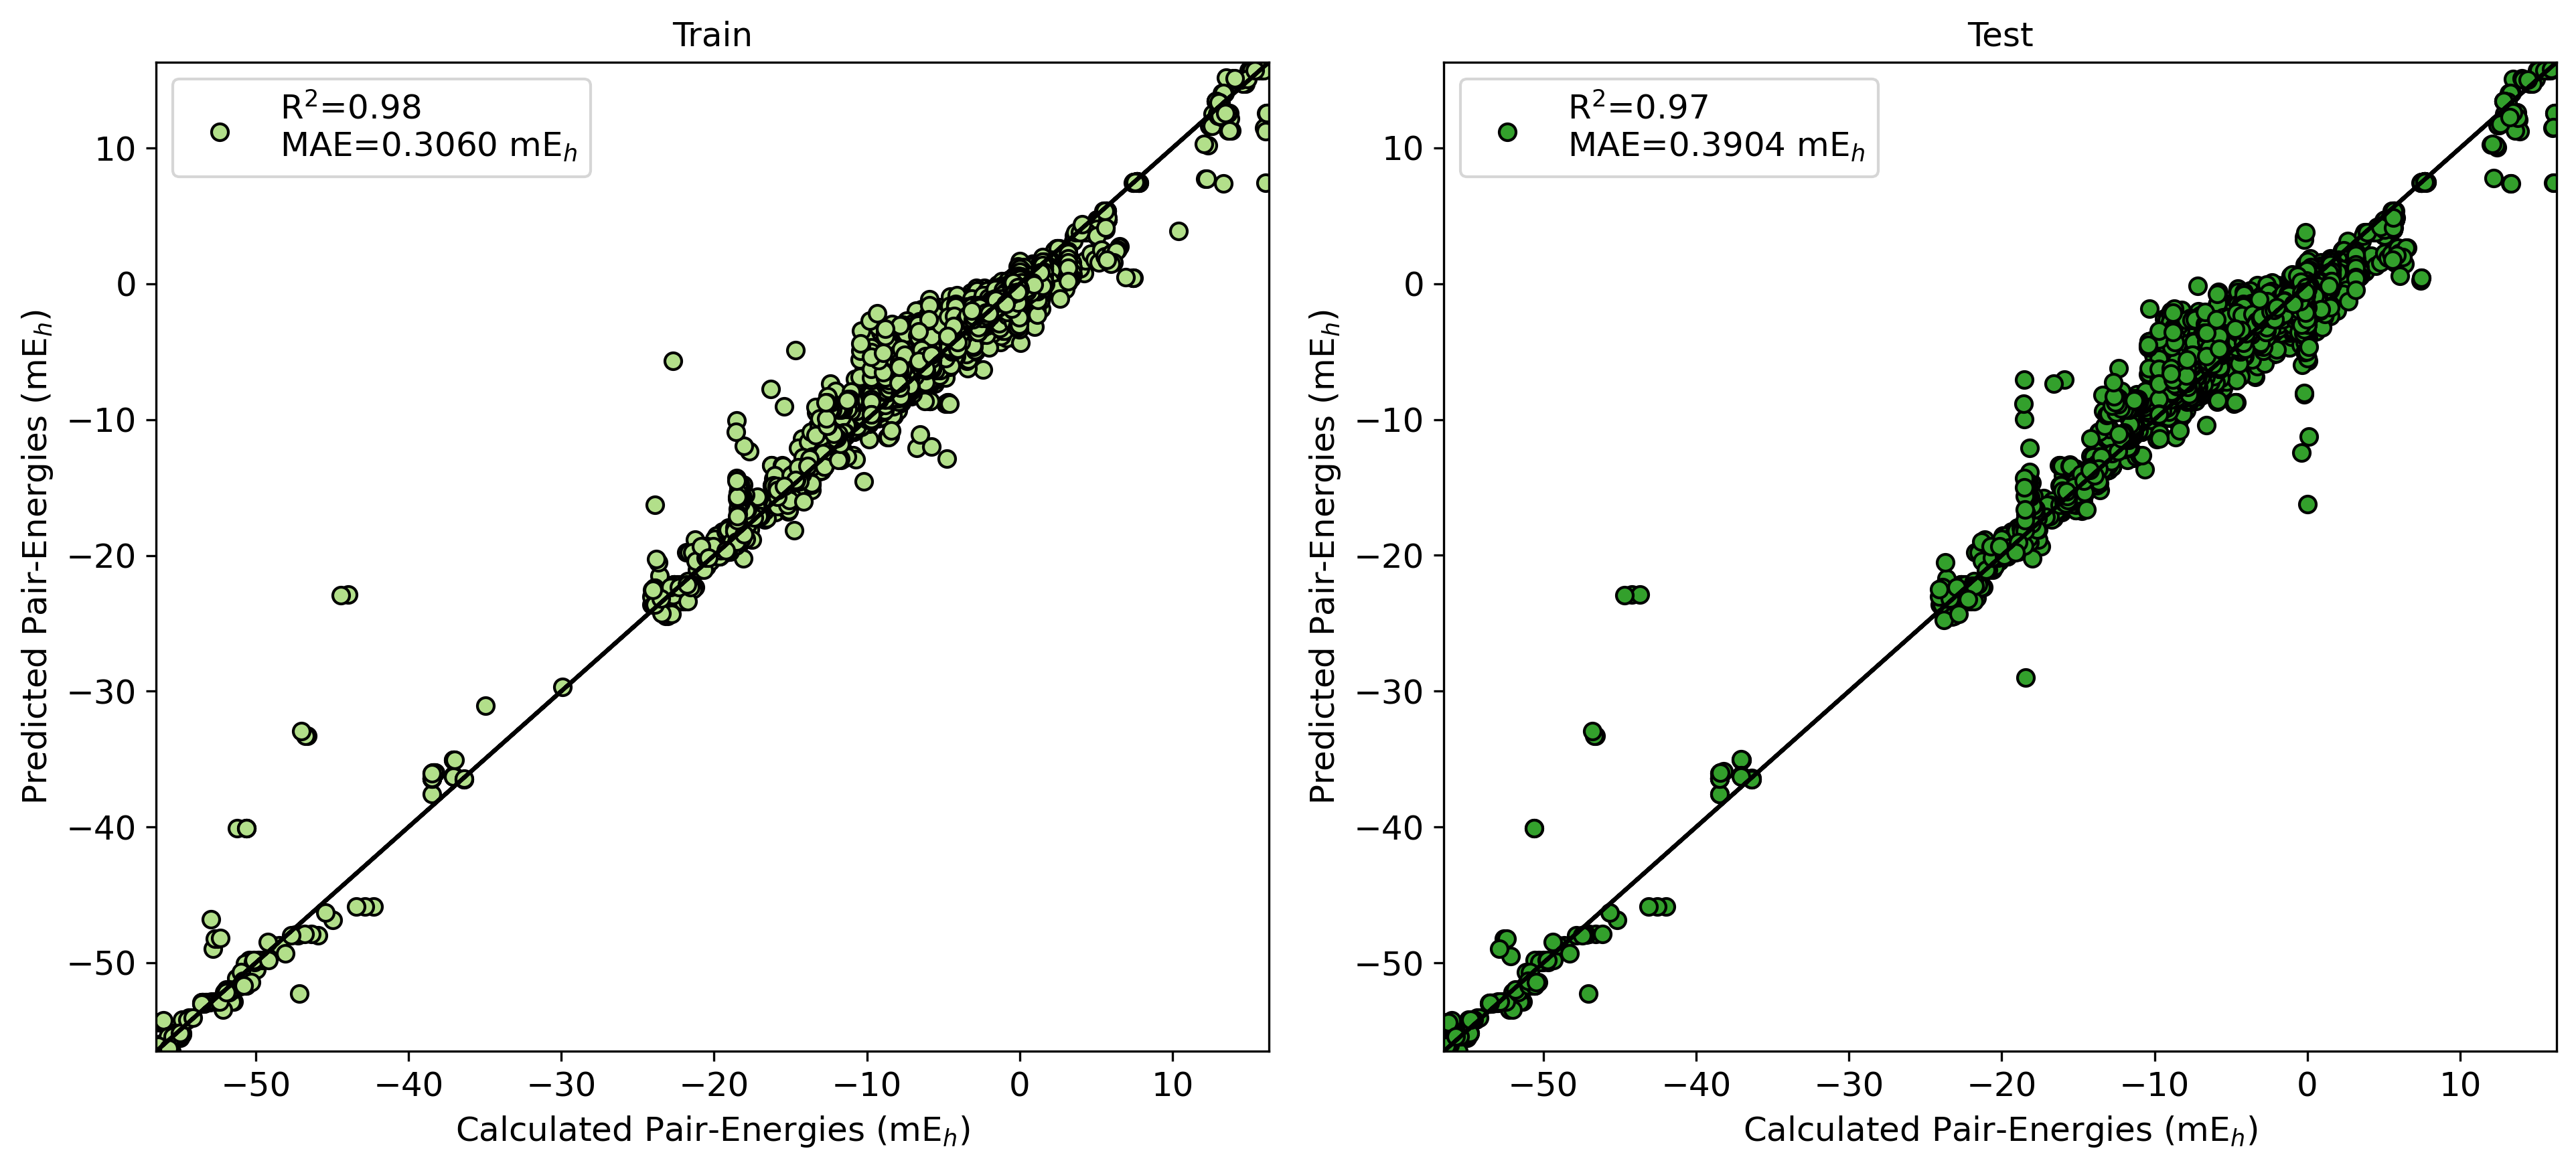 Train
R²=0.98
MAE=0.3060 mEₕ
Predicted Pair-Energies (mEₕ)
10
0
−10
−20
−30
−40
−50
−50 −40 −30 −20 −10 0 10
Calculated Pair-Energies (mEₕ)
Test
R²=0.97
MAE=0.3904 mEₕ
Predicted Pair-Energies (mEₕ)
10
0
−10
−20
−30
−40
−50
−50 −40 −30 −20 −10 0 10
Calculated Pair-Energies (mEₕ)